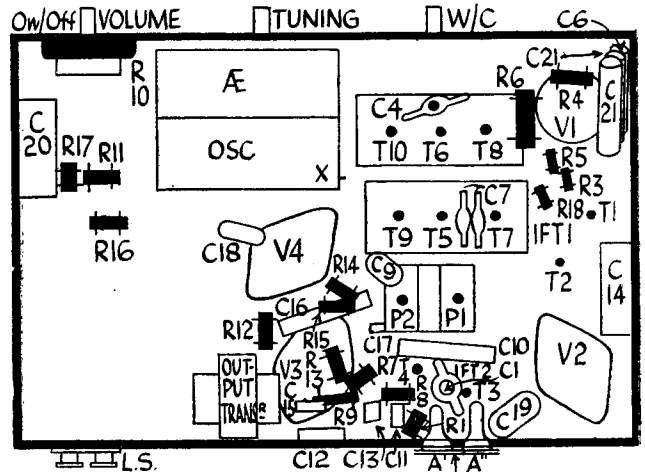 On/Off VOLUME TUNING W/C C6
C21
R10
Æ
C4
R6
R4
C21
V1
C20
R17 R11
OSC
X
T10 T6 T8
R5
R3
R18 T1
C7
T9 T5 T7
IFT1
R16
C18 V4
T2
C14
R14 C9
C16
P2 P1
R12 R15
C17 C10
V2
OUT-
PUT
TRANSR
V3 R13
R7 T4 IFT2 C1
R8 T3
R9 C19
R1
L.S. C12 C13 C11 A' A"